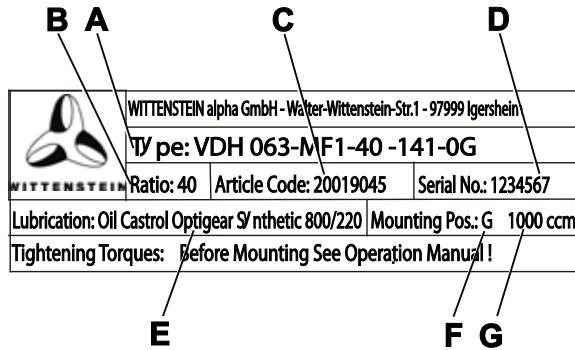 B A C D
WITTENSTEIN alpha GmbH - Walter-Wittenstein-Str.1 - 97999 Igersheim
Type: VDH 063-MF1-40 -141-0G
WITTENSTEIN
Ratio: 40 Article Code: 20019045 Serial No.: 1234567
Lubrication: Oil Castrol Optigear Synthetic 800/220 Mounting Pos.: G 1000 ccm
Tightening Torques: Before Mounting See Operation Manual !
E F G